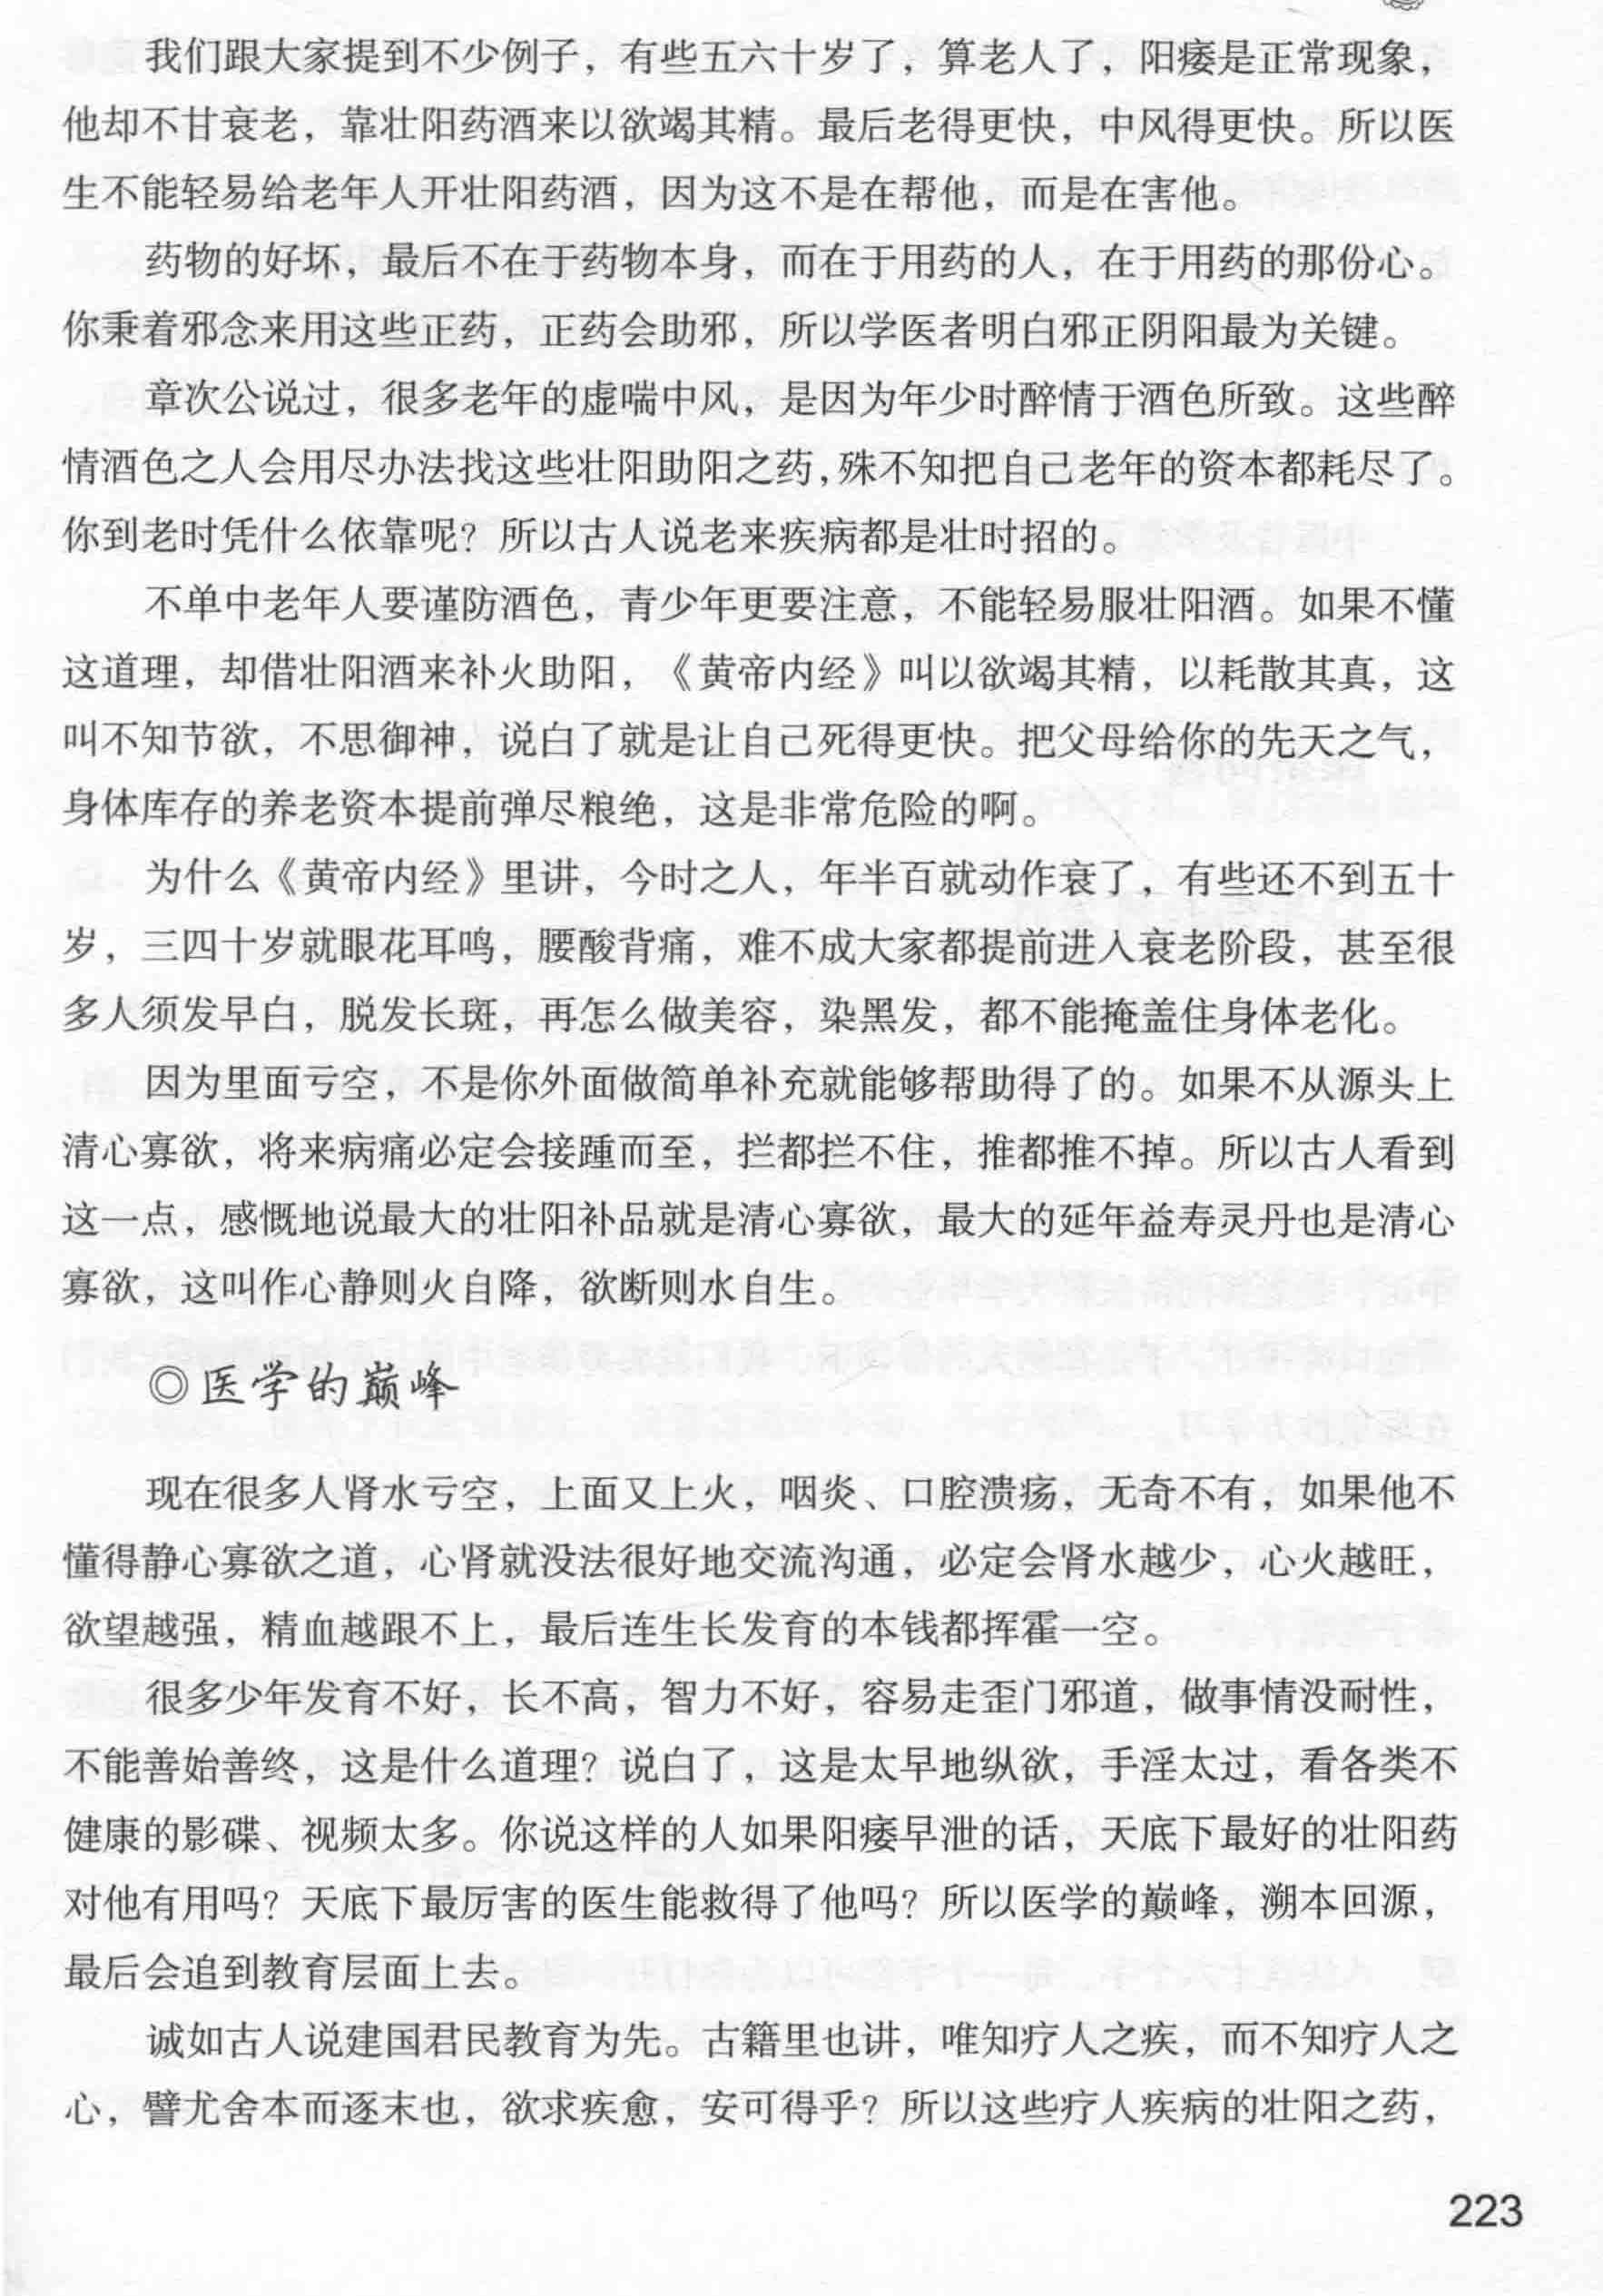 我们跟大家提到不少例子，有些五六十岁了，算老人了，阳痿是正常现象，
他却不甘衰老，靠壮阳药酒来以欲竭其精。最后老得更快，中风得更快。所以医
生不能轻易给老年人开壮阳药酒，因为这不是在帮他，而是在害他。
药物的好坏，最后不在于药物本身，而在于用药的人，在于用药的那份心。
你秉着邪念来用这些正药，正药会助邪，所以学医者明白邪正阴阳最为关键。
章次公说过，很多老年的虚喘中风，是因为年少时醉情于酒色所致。这些醉
情酒色之人会用尽办法找这些壮阳助阳之药，殊不知把自己老年的资本都耗尽了。
你到老时凭什么依靠呢？所以古人说老来疾病都是壮时招的。
不单中老年人要谨防酒色，青少年更要注意，不能轻易服壮阳酒。如果不懂
这道理，却借壮阳酒来补火助阳，《黄帝内经》叫以欲竭其精，以耗散其真，这
叫不知节欲，不思御神，说白了就是让自己死得更快。把父母给你的先天之气，
身体库存的养老资本提前弹尽粮绝，这是非常危险的啊。
为什么《黄帝内经》里讲，今时之人，年半百就动作衰了，有些还不到五十
岁，三四十岁就眼花耳鸣，腰酸背痛，难不成大家都提前进入衰老阶段，甚至很
多人须发早白，脱发长斑，再怎么做美容，染黑发，都不能掩盖住身体老化。
因为里面亏空，不是你外面做简单补充就能够帮助得了的。如果不从源头上
清心寡欲，将来病痛必定会接踵而至，拦都拦不住，推都推不掉。所以古人看到
这一点，感慨地说最大的壮阳补品就是清心寡欲，最大的延年益寿灵丹也是清心
寡欲，这叫作心静则火自降，欲断则水自生。
◎医学的巅峰
现在很多人肾水亏空，上面又上火，咽炎、口腔溃疡，无奇不有，如果他不
懂得静心寡欲之道，心肾就没法很好地交流沟通，必定会肾水越少，心火越旺，
欲望越强，精血越跟不上，最后连生长发育的本钱都挥霍一空。
很多少年发育不好，长不高，智力不好，容易走歪门邪道，做事情没耐性，
不能善始善终，这是什么道理？说白了，这是太早地纵欲，手淫太过，看各类不
健康的影碟、视频太多。你说这样的人如果阳痿早泄的话，天底下最好的壮阳药
对他有用吗？天底下最厉害的医生能救得了他吗？所以医学的巅峰，溯本回源，
最后会追到教育层面上去。
诚如古人说建国君民教育为先。古籍里也讲，唯知疗人之疾，而不知疗人之
心，譬尤舍本而逐末也，欲求疾愈，安可得乎？所以这些疗人疾病的壮阳之药，
223